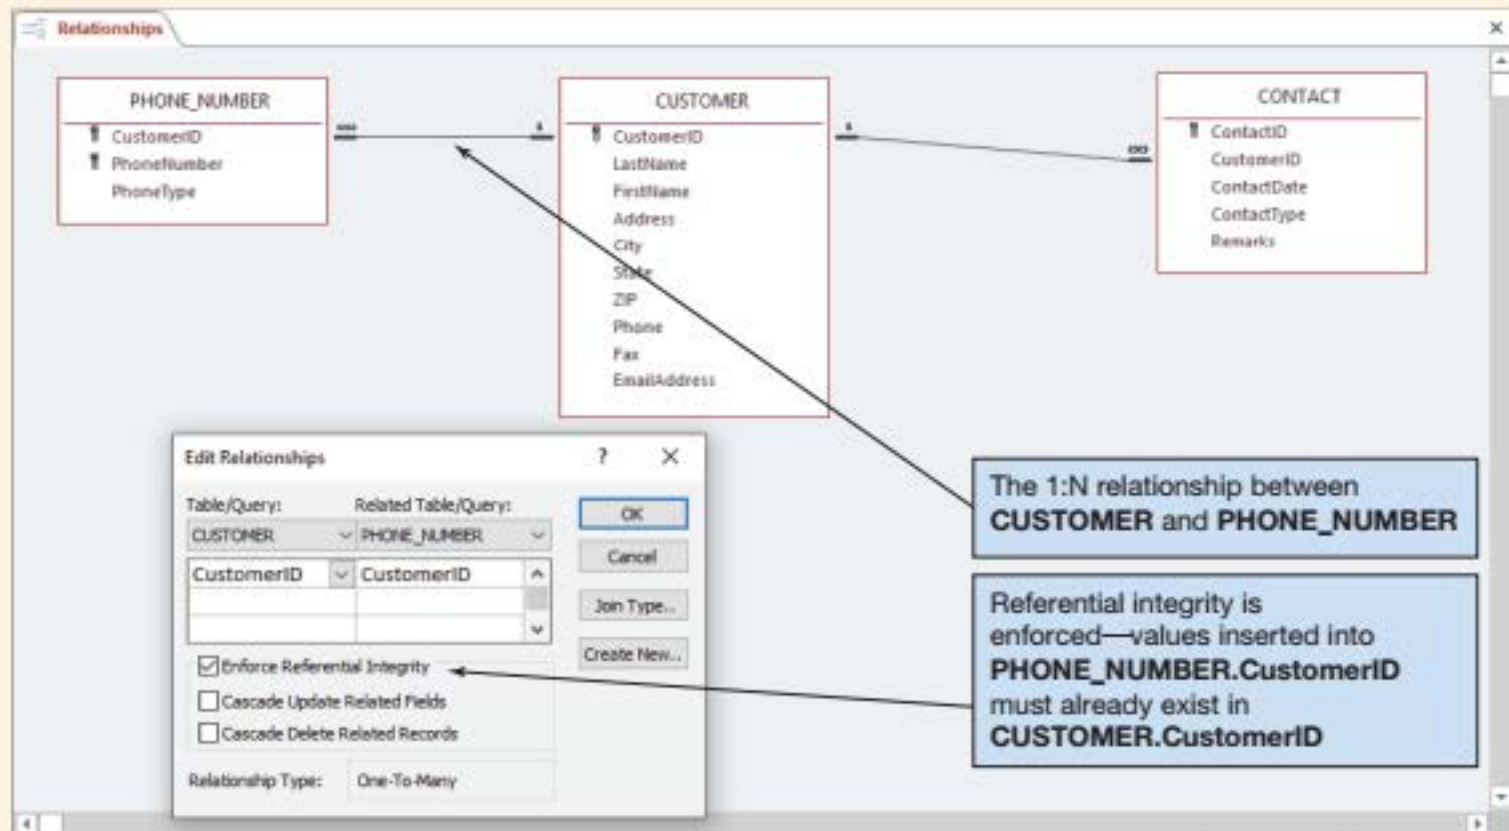 Relationships
PHONE_NUMBER
CustomerID
PhoneNumber
PhoneType
∞
1
CUSTOMER
CustomerID
LastName
FirstName
Address
City
State
ZIP
Phone
Fax
EmailAddress
1
∞
CONTACT
ContactID
CustomerID
ContactDate
ContactType
Remarks
Edit Relationships
? X
Table/Query: Related Table/Query:
CUSTOMER PHONE_NUMBER
CustomerID CustomerID
Enforce Referential Integrity
Cascade Update Related Fields
Cascade Delete Related Records
Relationship Type: One-To-Many
OK
Cancel
Join Type...
Create New...
The 1:N relationship between
CUSTOMER and PHONE_NUMBER
Referential integrity is
enforced—values inserted into
PHONE_NUMBER.CustomerID
must already exist in
CUSTOMER.CustomerID